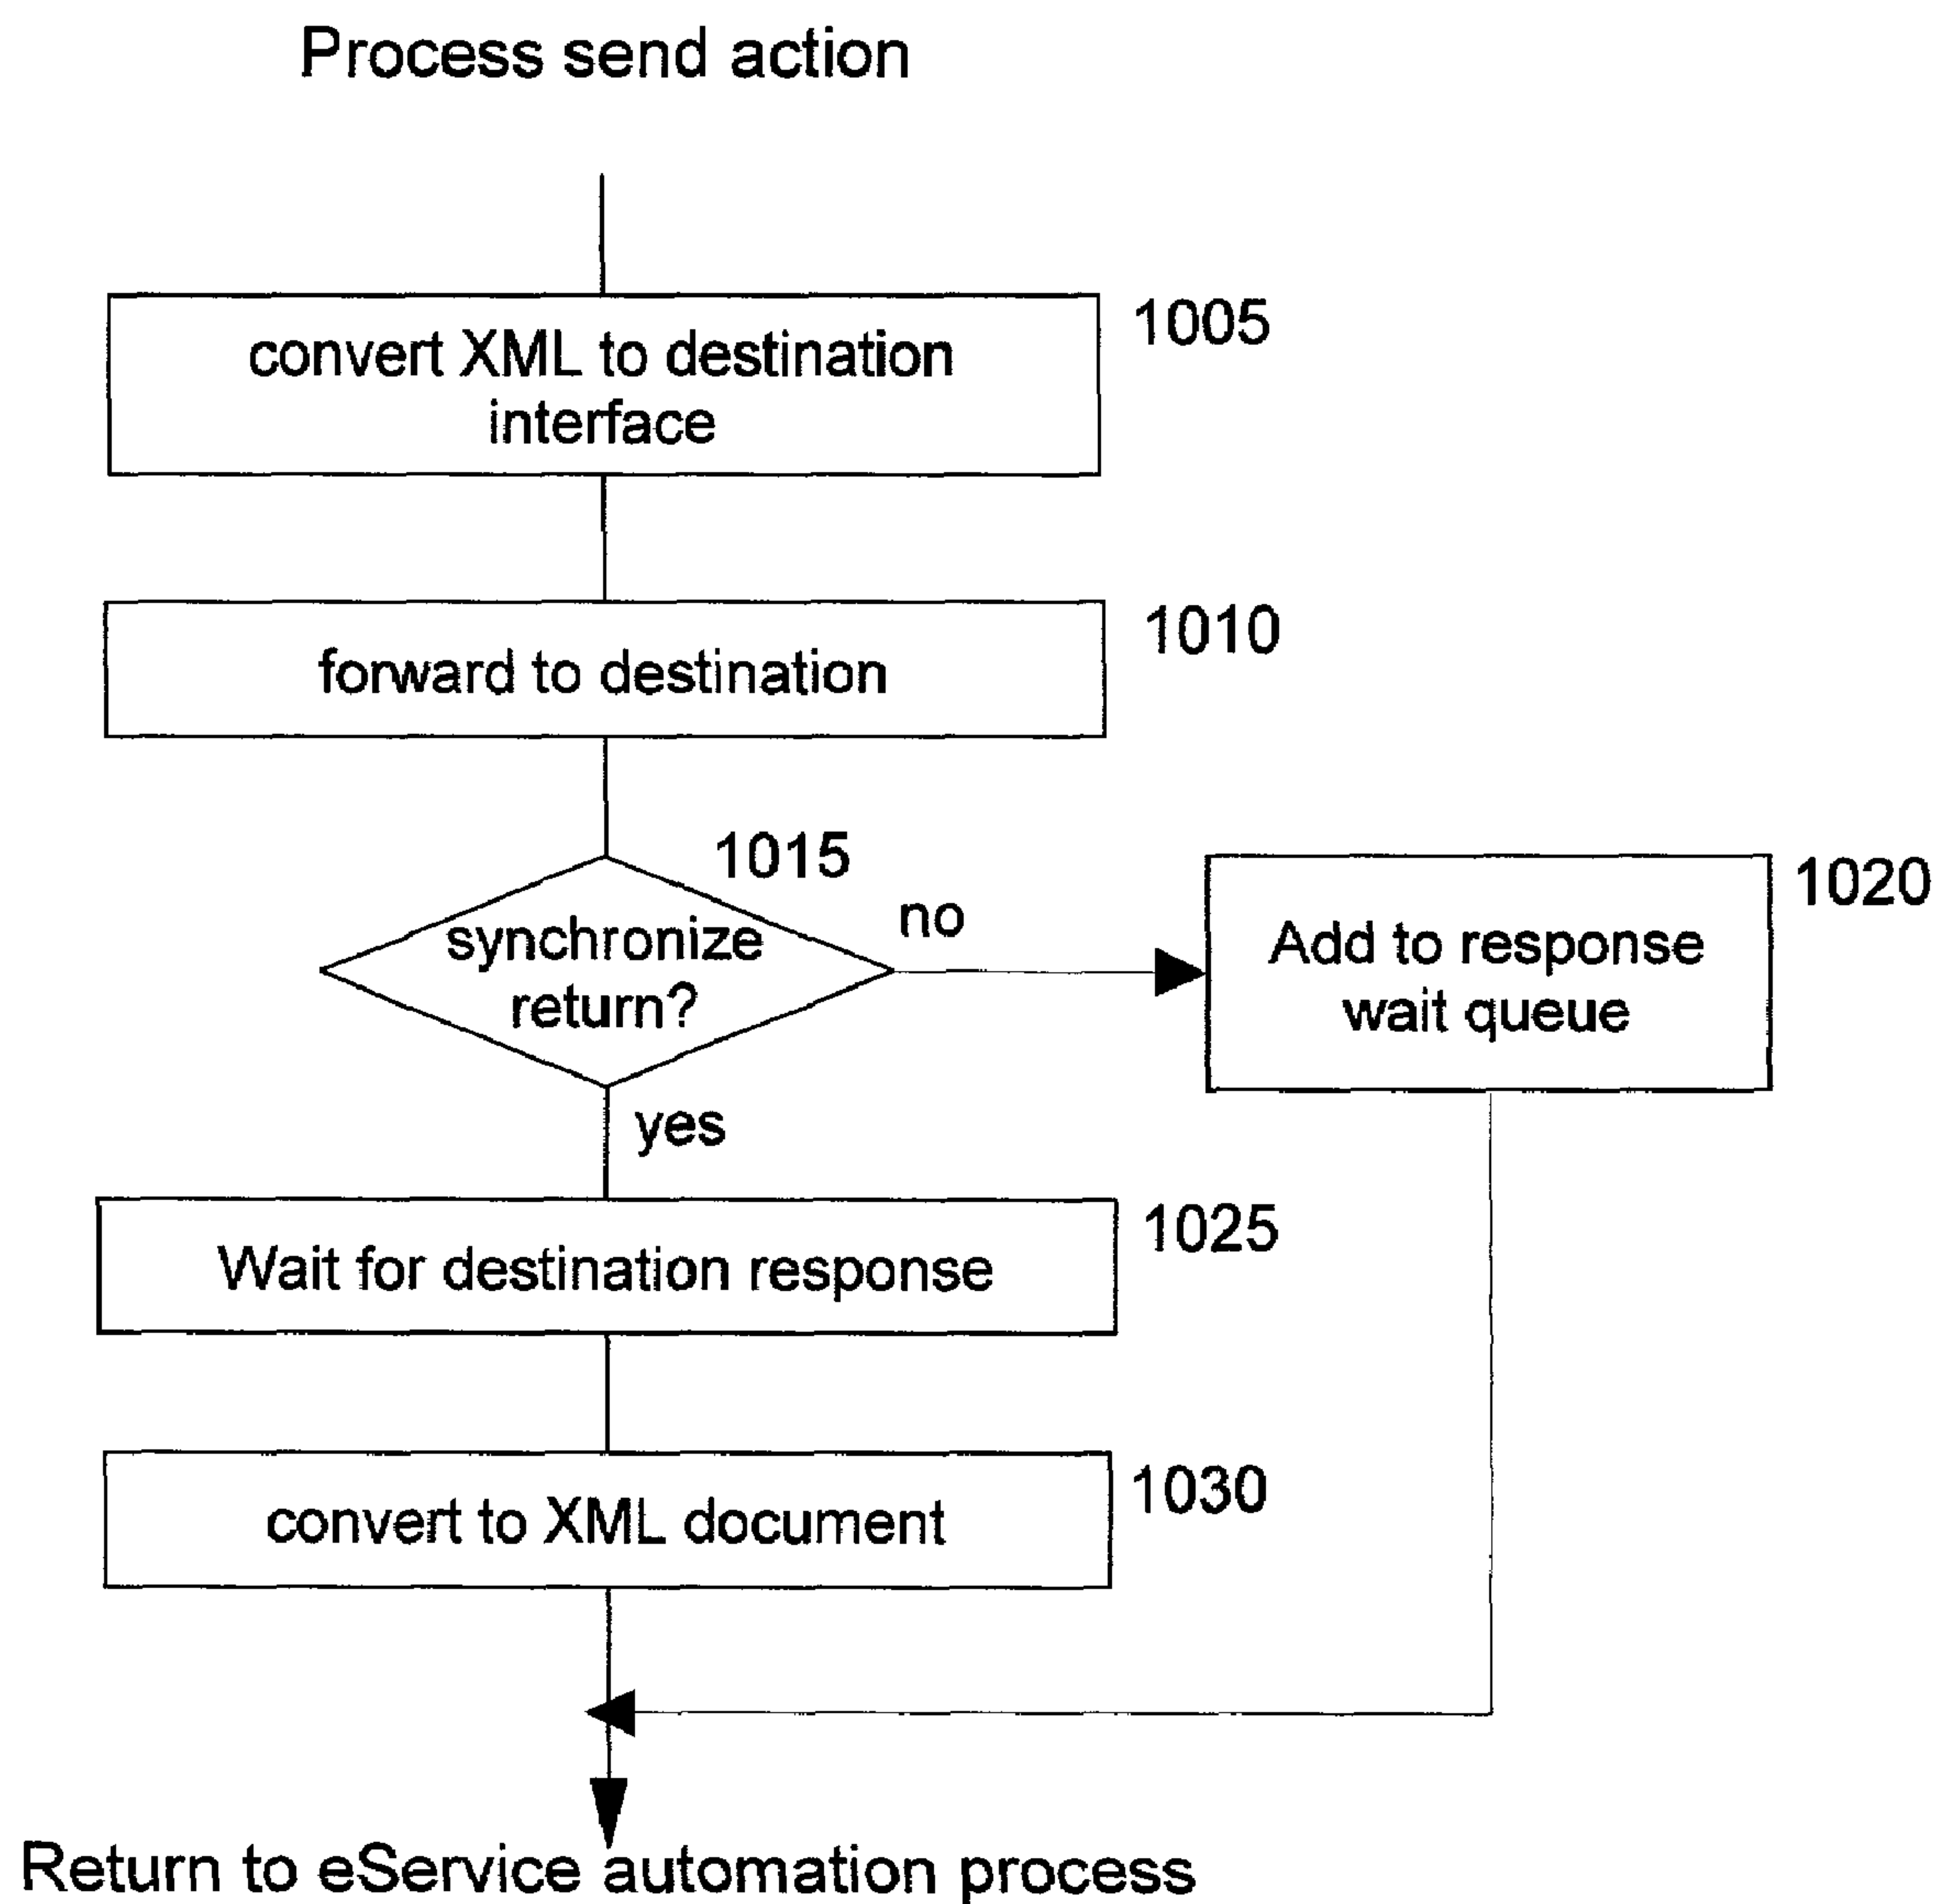 Process send action
convert XML to destination
interface
1005
forward to destination
1010
1015
synchronize
return?
no
Add to response
wait queue
1020
yes
Wait for destination response
1025
convert to XML document
1030
Return to eService automation process